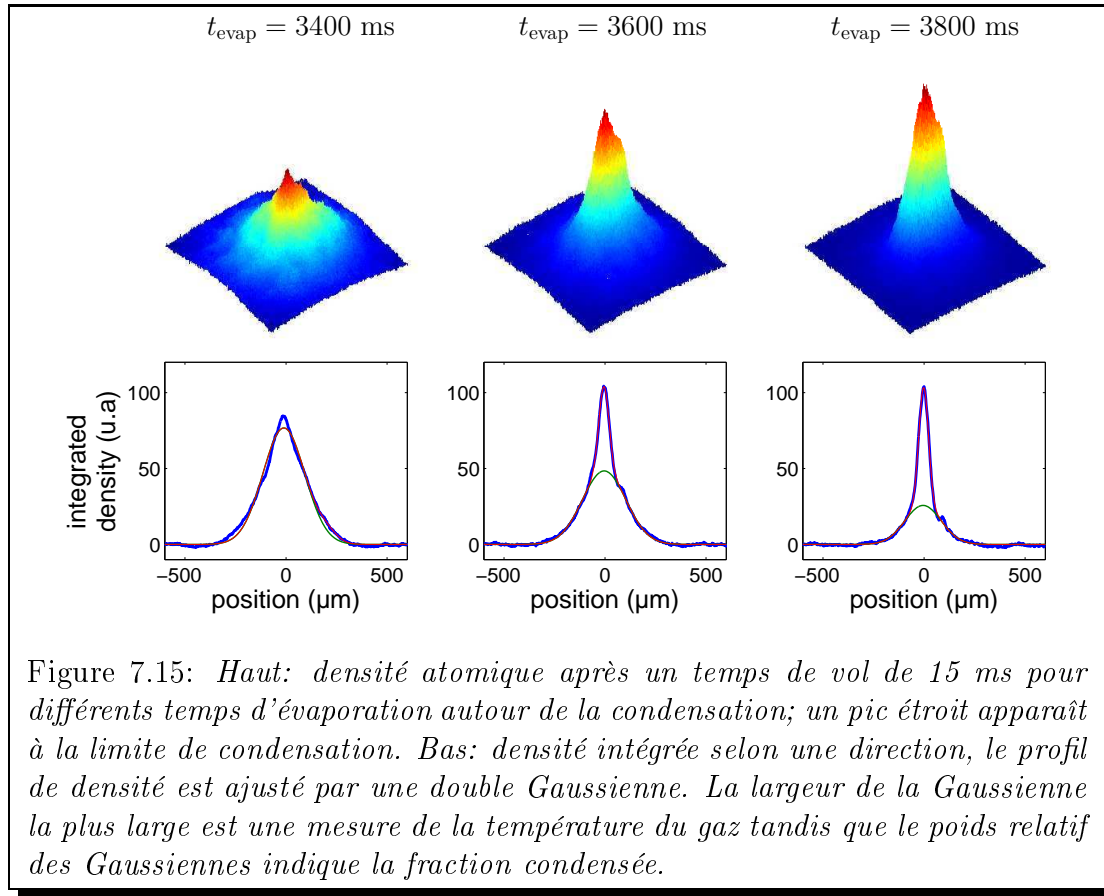 t_evap = 3400 ms t_evap = 3600 ms t_evap = 3800 ms
100 100 100
50 50 50
0 0 0
integrated
density (u.a)
−500 0 500 −500 0 500 −500 0 500
position (µm) position (µm) position (µm)
Figure 7.15: Haut: densité atomique après un temps de vol de 15 ms pour
différents temps d'évaporation autour de la condensation; un pic étroit apparaît
à la limite de condensation. Bas: densité intégrée selon une direction, le profil
de densité est ajusté par une double Gaussienne. La largeur de la Gaussienne
la plus large est une mesure de la température du gaz tandis que le poids relatif
des Gaussiennes indique la fraction condensée.